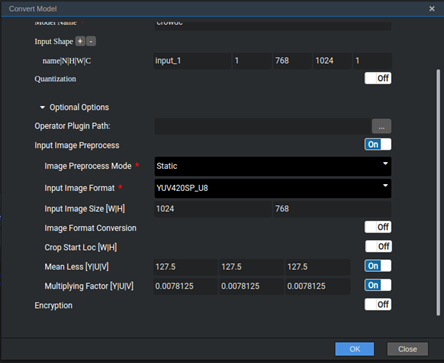 Convert Model
Model Name
Input Shape + -
name|N|H|W|C input_1 1 768 1024 1
Quantization Off
Optional Options
Operator Plugin Path: ...
Input Image Preprocess On
Image Preprocess Mode * Static
Input Image Format * YUV420SP_U8
Input Image Size [W|H] 1024 768
Image Format Conversion Off
Crop Start Loc [W|H] Off
Mean Less [Y|U|V] 127.5 127.5 127.5 On
Multiplying Factor [Y|U|V] 0.0078125 0.0078125 0.0078125 On
Encryption Off
OK Close